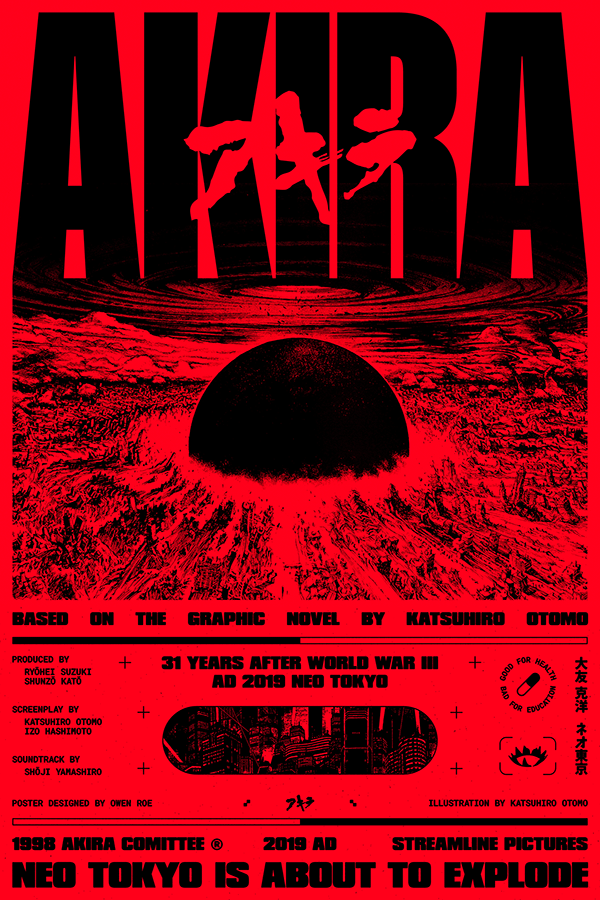 AKIRA
アキラ
BASED ON THE GRAPHIC NOVEL BY KATSUHIRO OTOMO
PRODUCED BY
RYŌHEI SUZUKI
SHUNZŌ KATŌ
31 YEARS AFTER WORLD WAR III
AD 2019 NEO TOKYO
GOOD FOR HEALTH
BAD FOR EDUCATION
大友克洋 ネオ東京
SCREENPLAY BY
KATSUHIRO OTOMO
IZO HASHIMOTO
SOUNDTRACK BY
SHŌJI YAMASHIRO
POSTER DESIGNED BY OWEN ROE
アキラ
ILLUSTRATION BY KATSUHIRO OTOMO
1998 AKIRA COMITTEE ®
2019 AD
STREAMLINE PICTURES
NEO TOKYO IS ABOUT TO EXPLODE